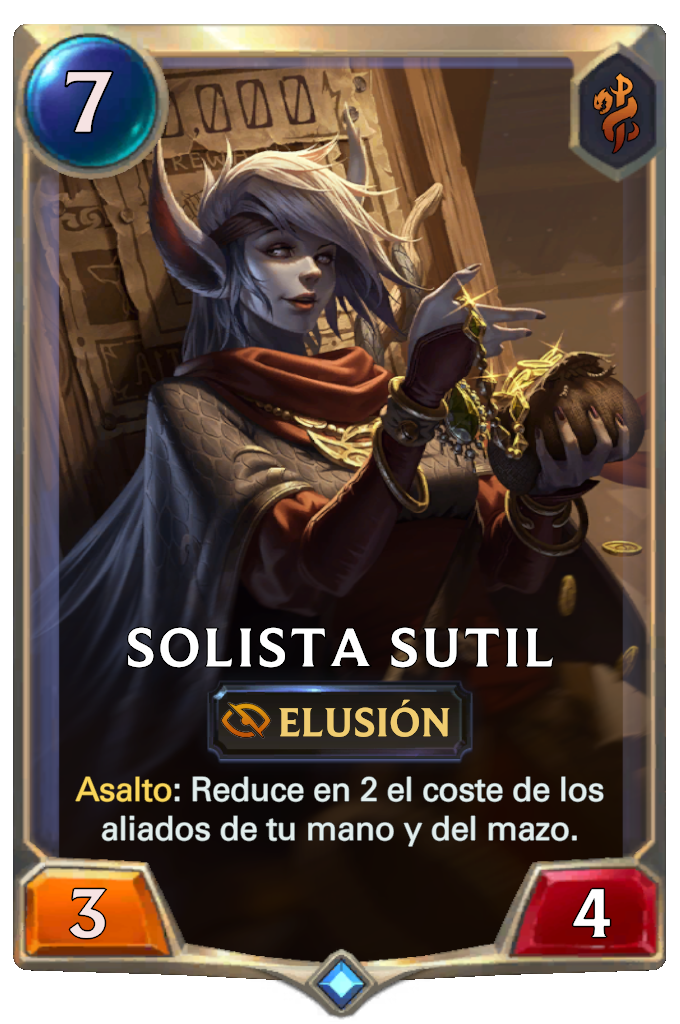 7
,000
SOLISTA SUTIL
ELUSIÓN
Asalto: Reduce en 2 el coste de los
aliados de tu mano y del mazo.
3
4